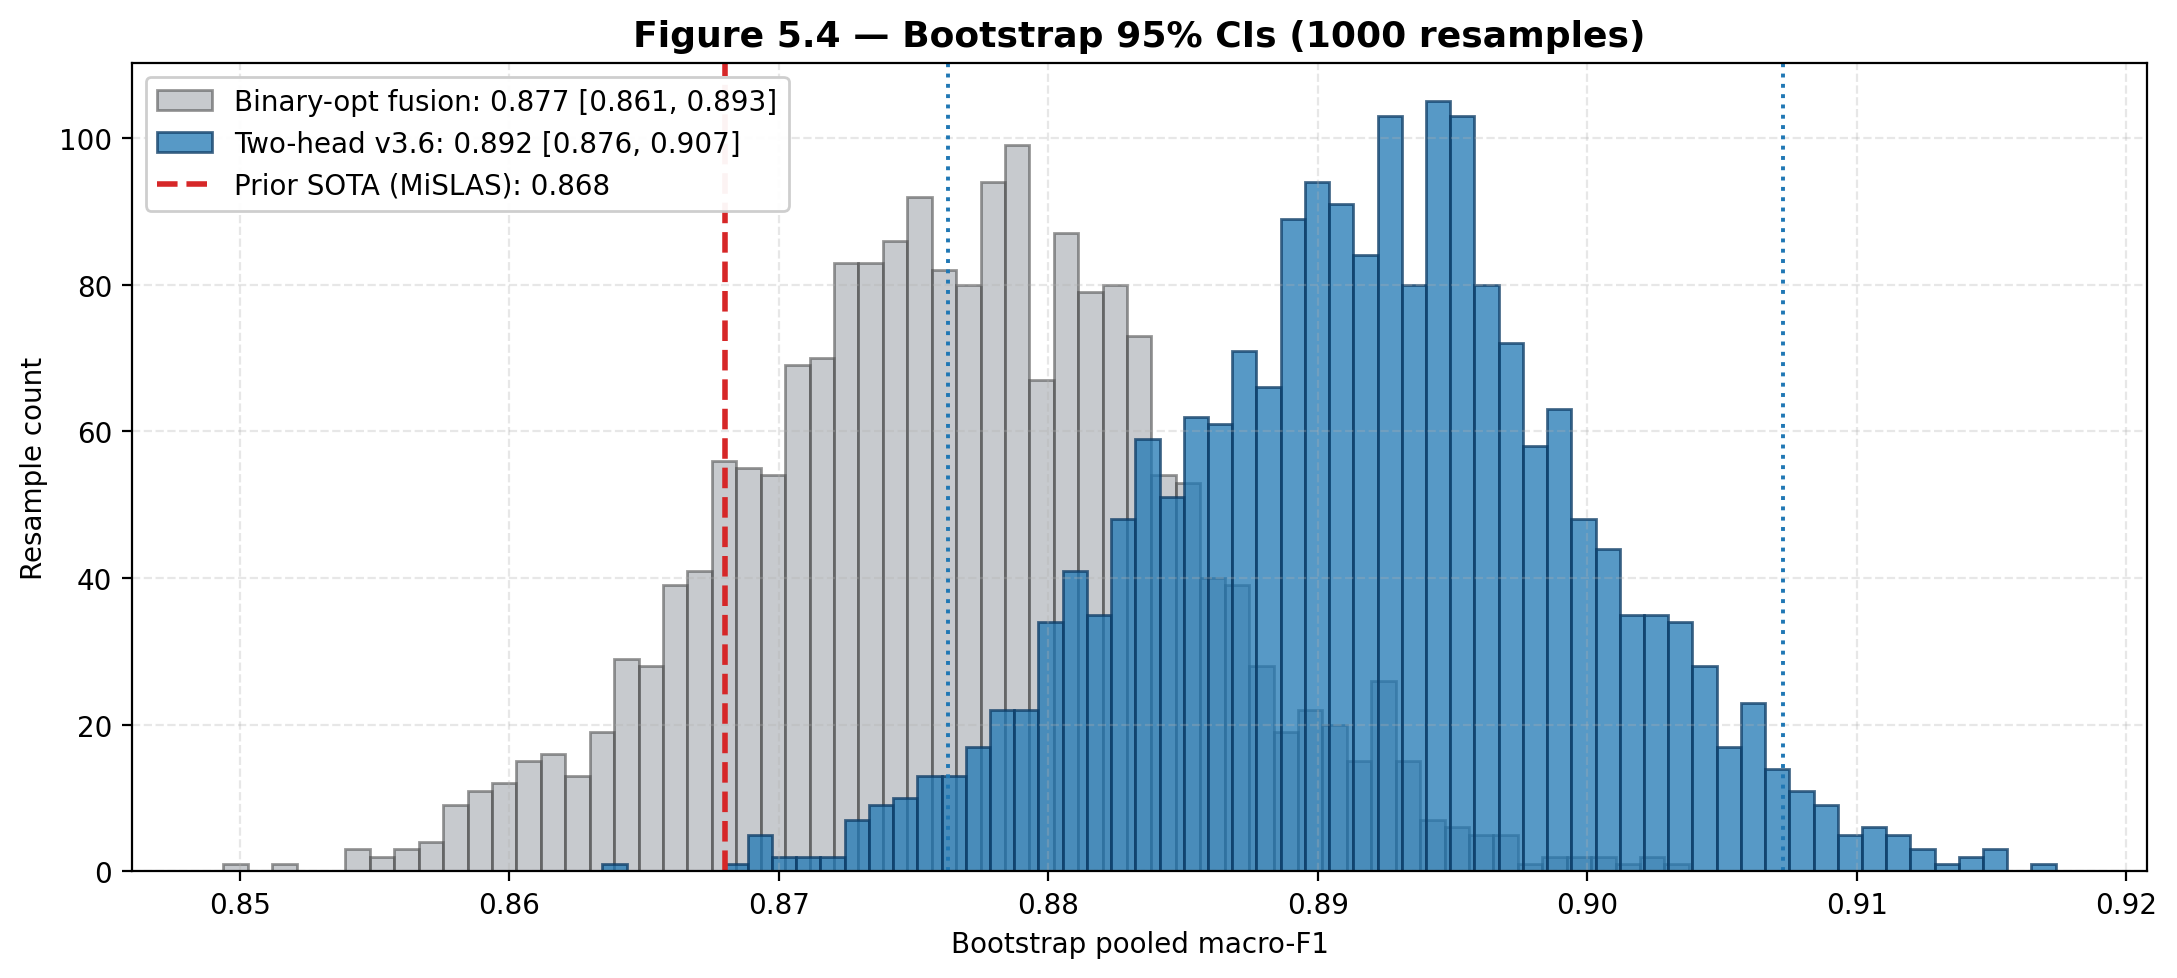 Figure 5.4 — Bootstrap 95% CIs (1000 resamples)
Binary-opt fusion: 0.877 [0.861, 0.893]
Two-head v3.6: 0.892 [0.876, 0.907]
Prior SOTA (MiSLAS): 0.868
Resample count
100
80
60
40
20
0
0.85 0.86 0.87 0.88 0.89 0.90 0.91 0.92
Bootstrap pooled macro-F1